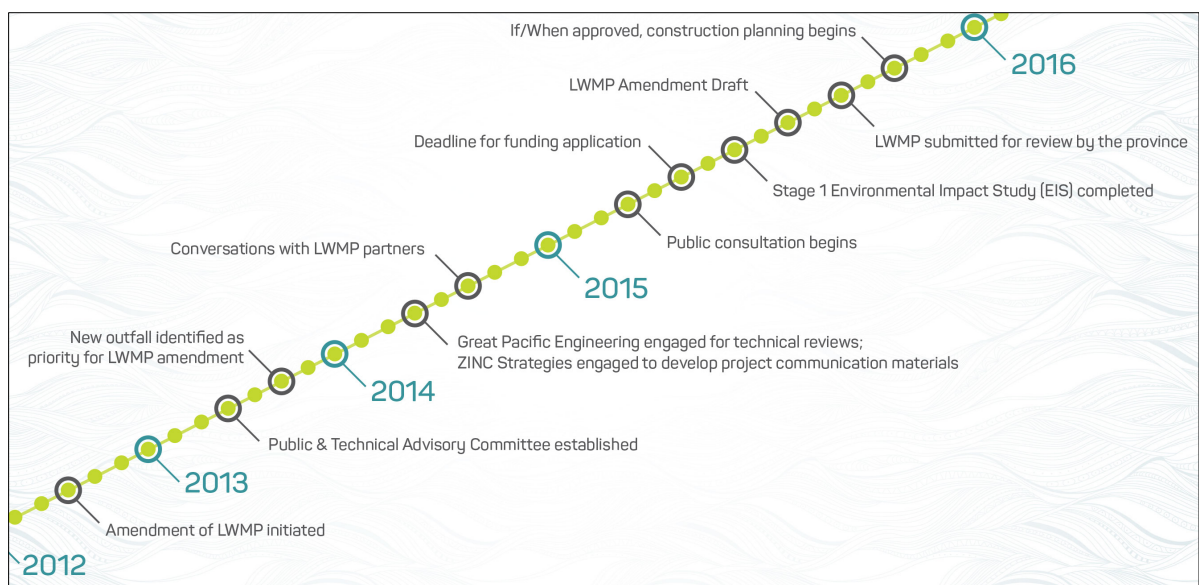 If/When approved, construction planning begins
2016
LWMP Amendment Draft
LWMP submitted for review by the province
Deadline for funding application
Stage 1 Environmental Impact Study (EIS) completed
Public consultation begins
Conversations with LWMP partners
2015
New outfall identified as
priority for LWMP amendment
Great Pacific Engineering engaged for technical reviews;
ZINC Strategies engaged to develop project communication materials
2014
Public & Technical Advisory Committee established
2013
Amendment of LWMP initiated
2012